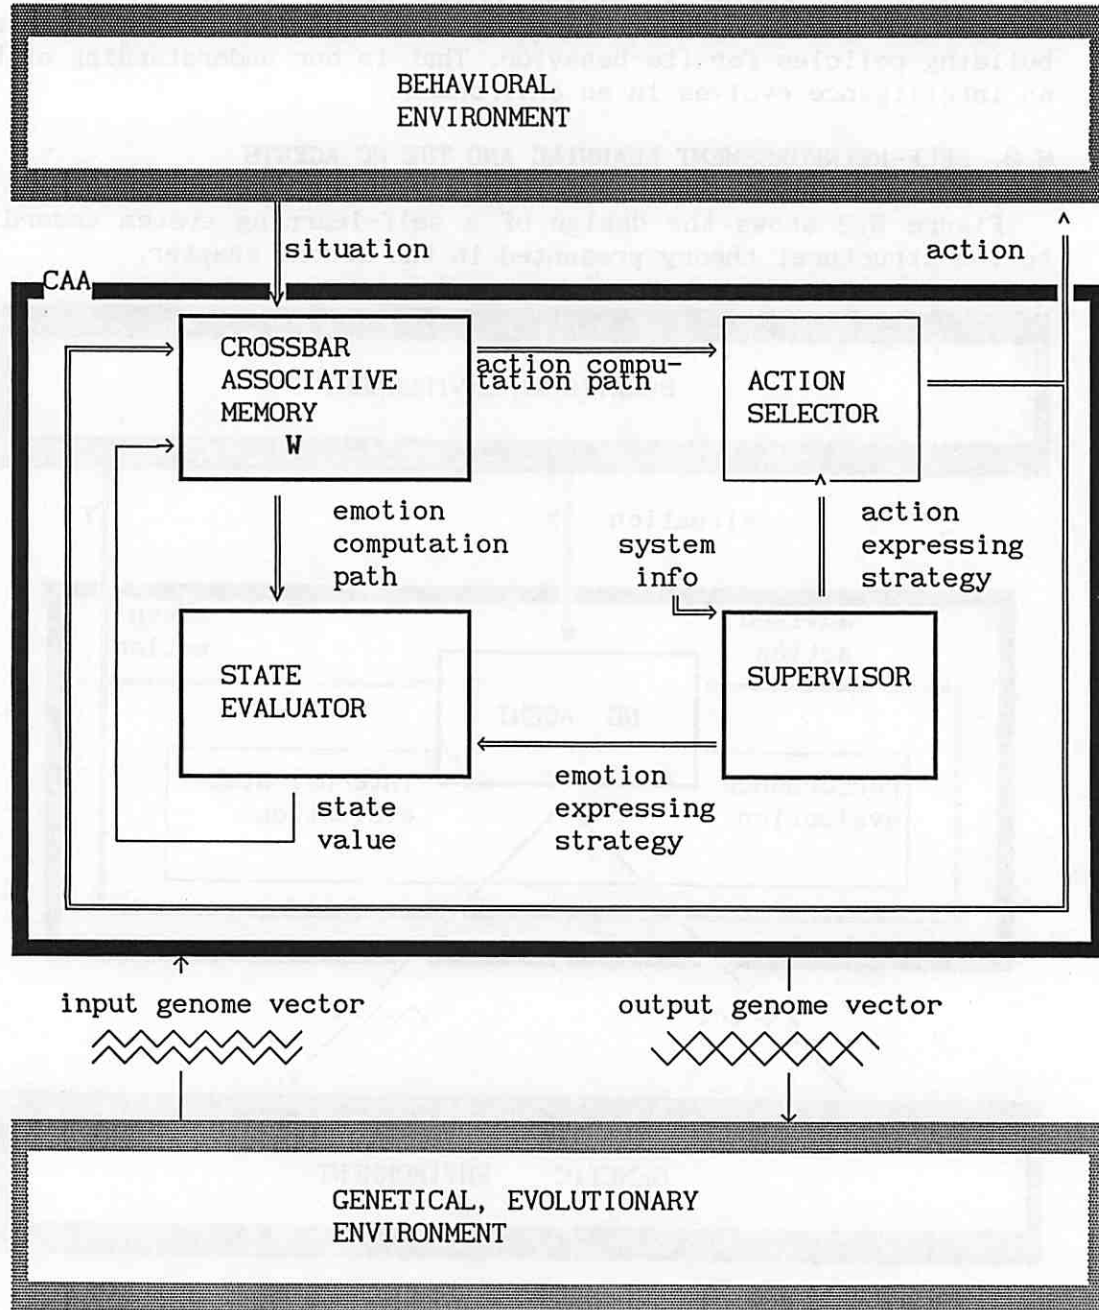 BEHAVIORAL
ENVIRONMENT
situation
action
CAA
CROSSBAR
ASSOCIATIVE
MEMORY
W
action compu-
tation path
ACTION
SELECTOR
emotion
computation
path
system
info
action
expressing
strategy
STATE
EVALUATOR
SUPERVISOR
emotion
expressing
strategy
state
value
input genome vector
output genome vector
GENETICAL, EVOLUTIONARY
ENVIRONMENT